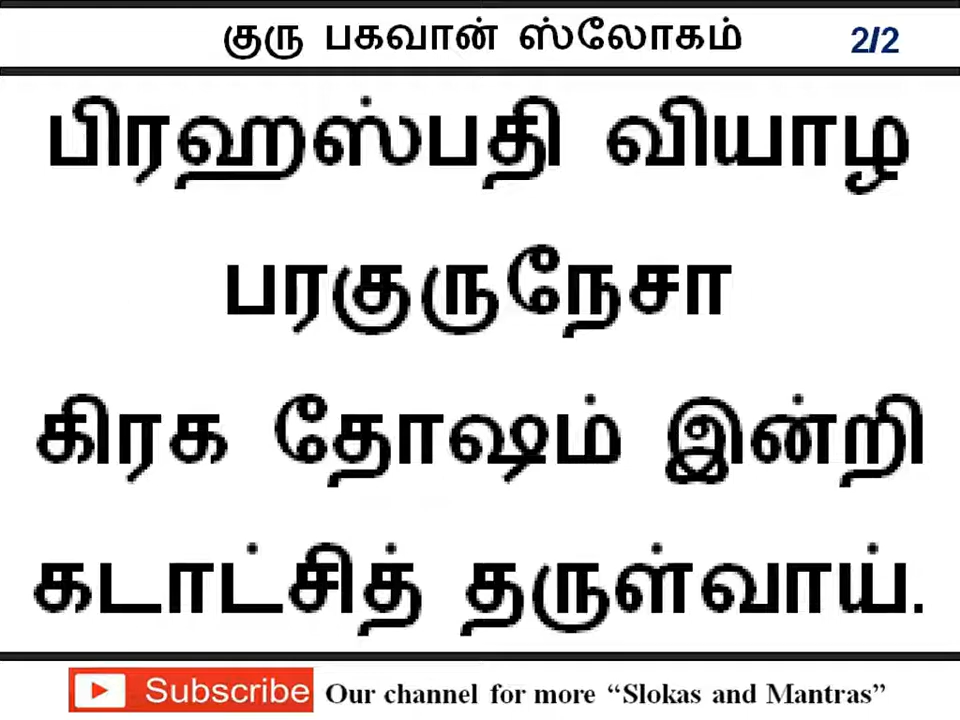 குரு பகவான் ஸ்லோகம் 2/2
பிரஹஸ்பதி வியாழ
பரகுருநேசா
கிரக தோஷம் இன்றி
கடாட்சித் தருள்வாய்.
Subscribe Our channel for more “Slokas and Mantras”